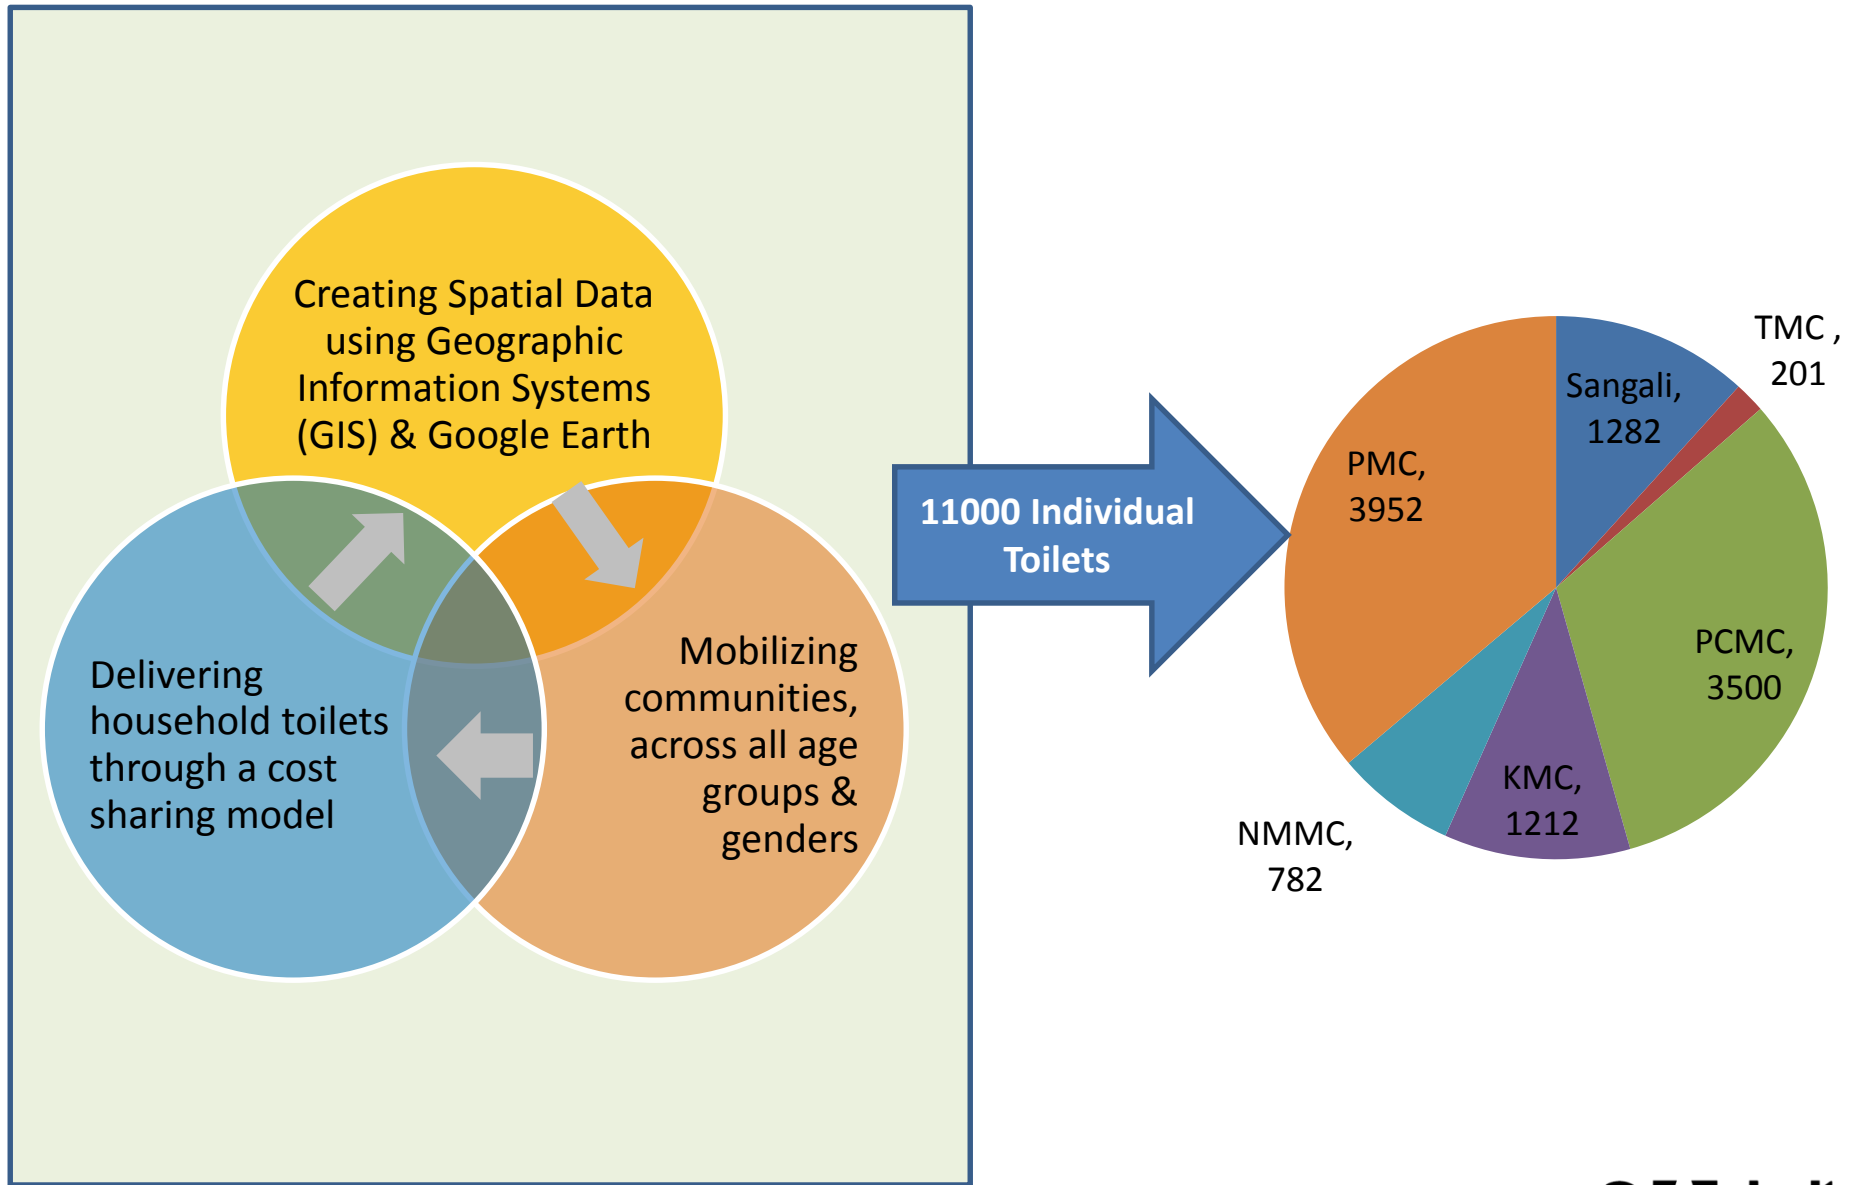 Creating Spatial Data
using Geographic
Information Systems
(GIS) & Google Earth
Delivering
household toilets
through a cost
sharing model
Mobilizing
communities,
across all age
groups &
genders
11000 Individual
Toilets
Sangali,
1282
TMC ,
201
PCMC,
3500
KMC,
1212
NMMC,
782
PMC,
3952